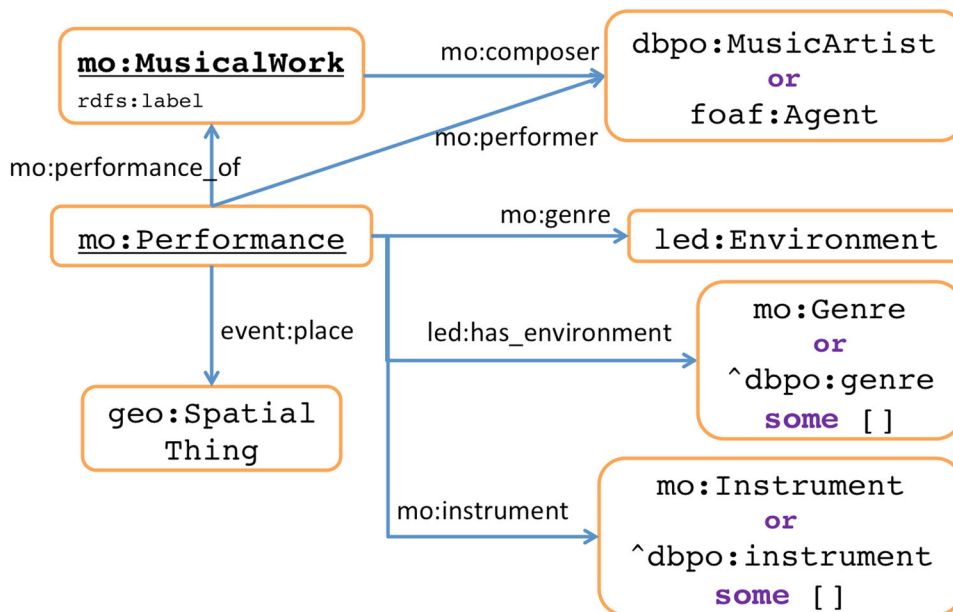 mo:MusicalWork
rdfs:label
mo:composer
dbpo:MusicArtist
or
foaf:Agent
mo:performer
mo:performance_of
mo:Performance
mo:genre
led:Environment
event:place
led:has_environment
mo:Genre
or
^dbpo:genre
some []
geo:Spatial
Thing
mo:instrument
mo:Instrument
or
^dbpo:instrument
some []